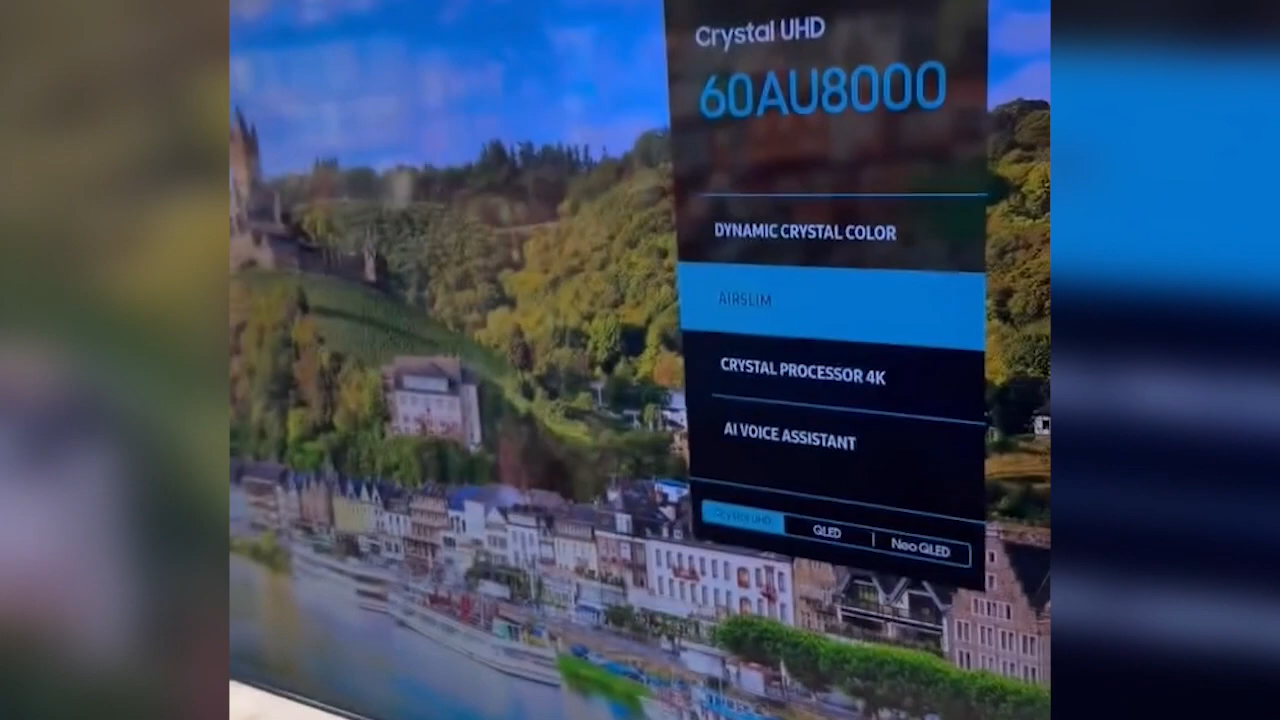 Crystal UHD
60AU8000
DYNAMIC CRYSTAL COLOR
AIRSLIM
CRYSTAL PROCESSOR 4K
AI VOICE ASSISTANT
Crystal UHD
QLED
Neo QLED